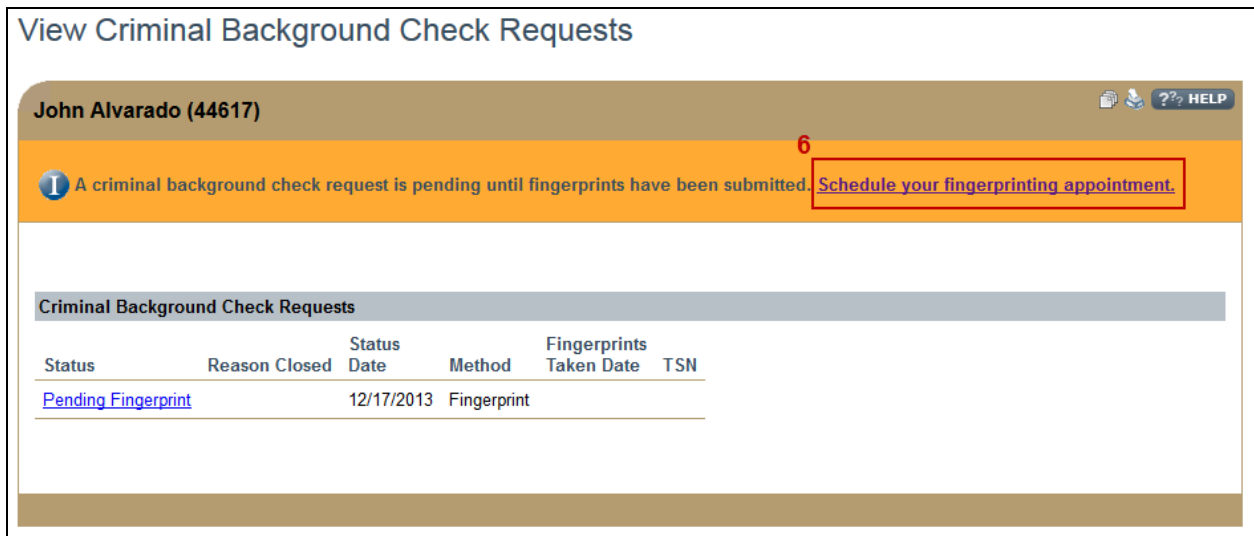 View Criminal Background Check Requests
John Alvarado (44617)
??? HELP
6
I A criminal background check request is pending until fingerprints have been submitted. Schedule your fingerprinting appointment.
Criminal Background Check Requests
Status Reason Closed Status Date Method Fingerprints Taken Date TSN
Pending Fingerprint 12/17/2013 Fingerprint